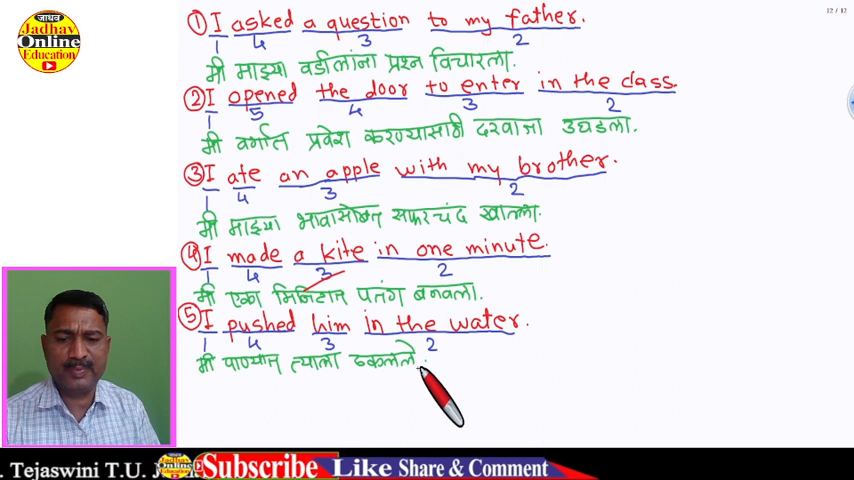 जाधव
Jadhav
Online
Education
12 / 12
① I asked a question to my father.
1 4 3 2
मी माझ्या वडीलांना प्रश्न विचारला.
② I opened the door to enter in the class.
1 5 4 3 2
मी वर्गात प्रवेश करण्यासाठी दरवाजा उघडला.
③ I ate an apple with my brother.
1 4 3 2
मी माझ्या भावासोबत सफरचंद खाल्ला.
④ I made a kite in one minute.
1 4 3 2
मी एका मिनिटात पतंग बनवला.
⑤ I pushed him in the water.
1 4 3 2
मी पाण्यात त्याला ढकलले.
. Tejaswini T.U. J
Jadhav
Online
Education
Subscribe Like Share & Comment